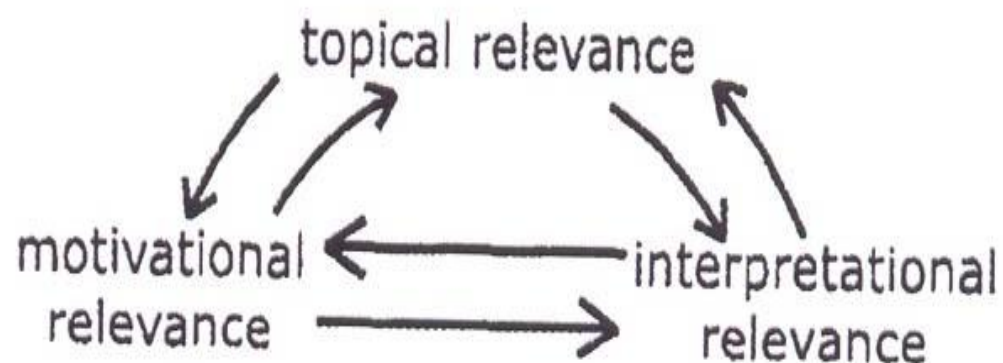 topical relevance
motivational
relevance
interpretational
relevance